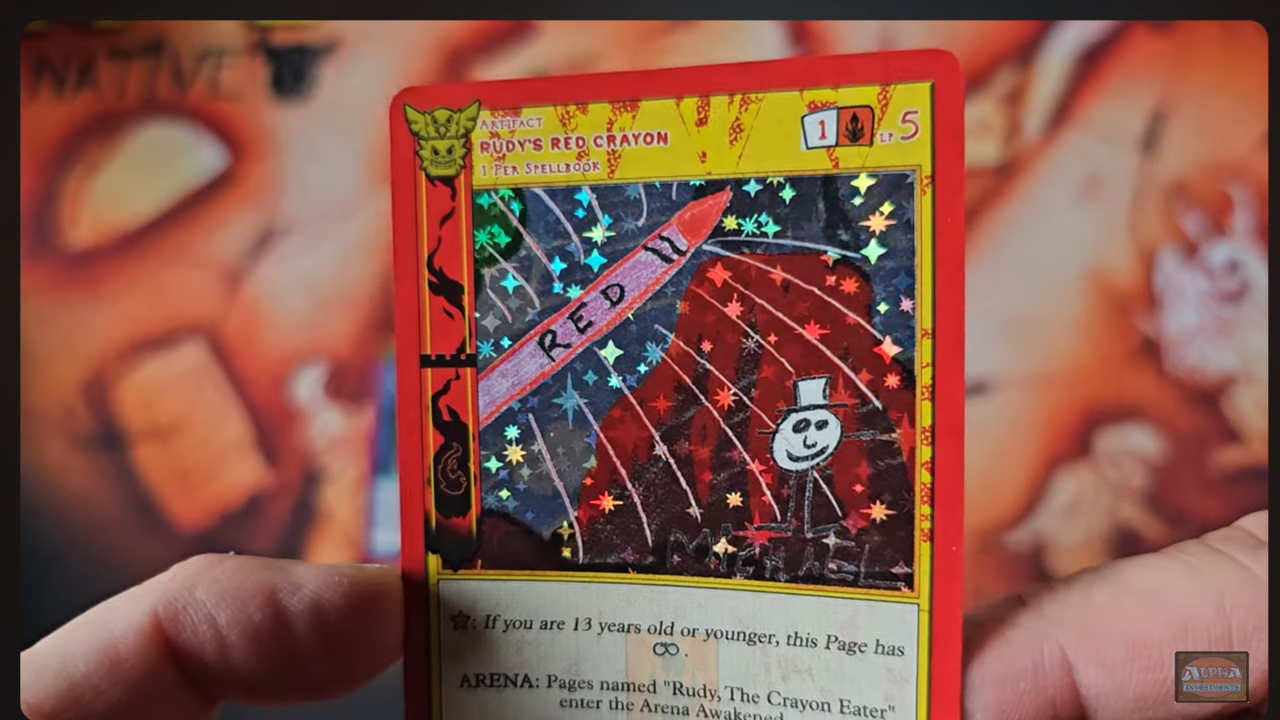 NATIVE
ARTIFACT
RUDY'S RED CRAYON
1 PER SPELLBOOK
1
LP 5
RED
MICHAEL
: If you are 13 years old or younger, this Page has
∞.
ARENA: Pages named "Rudy, The Crayon Eater"
enter the Arena Awakened.
ALPHA
INVESTMENTS